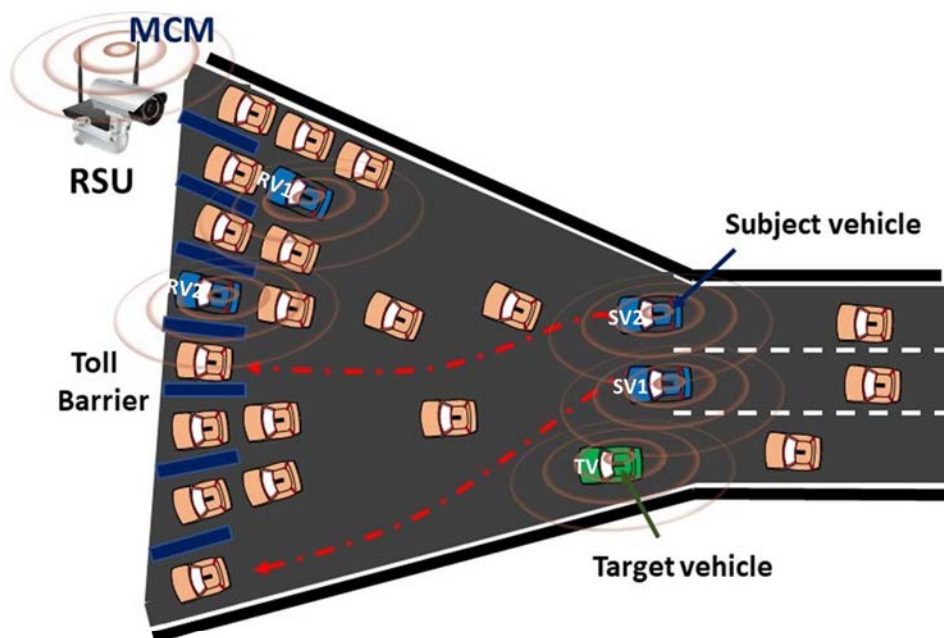 MCM
RSU
RV1
RV2
Subject vehicle
SV2
SV1
Toll
Barrier
TV
Target vehicle